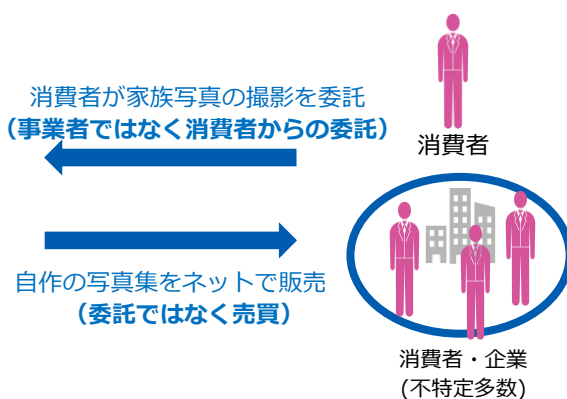 消費者が家族写真の撮影を委託
（事業者ではなく消費者からの委託）
消費者
自作の写真集をネットで販売
（委託ではなく売買）
消費者・企業
(不特定多数)